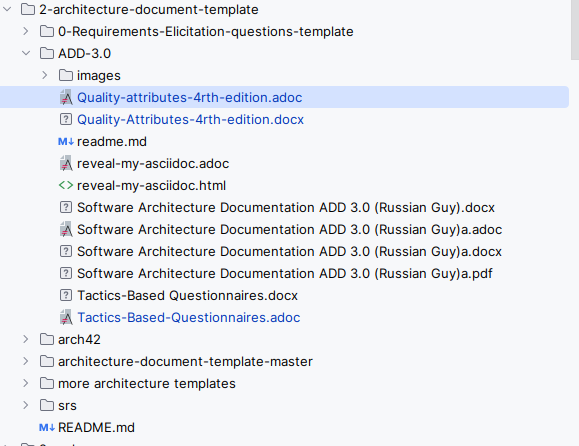 2-architecture-document-template
0-Requirements-Elicitation-questions-template
ADD-3.0
images
Quality-attributes-4rth-edition.adoc
Quality-Attributes-4rth-edition.docx
readme.md
reveal-my-asciidoc.adoc
reveal-my-asciidoc.html
Software Architecture Documentation ADD 3.0 (Russian Guy).docx
Software Architecture Documentation ADD 3.0 (Russian Guy)a.adoc
Software Architecture Documentation ADD 3.0 (Russian Guy)a.docx
Software Architecture Documentation ADD 3.0 (Russian Guy)a.pdf
Tactics-Based Questionnaires.docx
Tactics-Based-Questionnaires.adoc
arch42
architecture-document-template-master
more architecture templates
srs
README.md